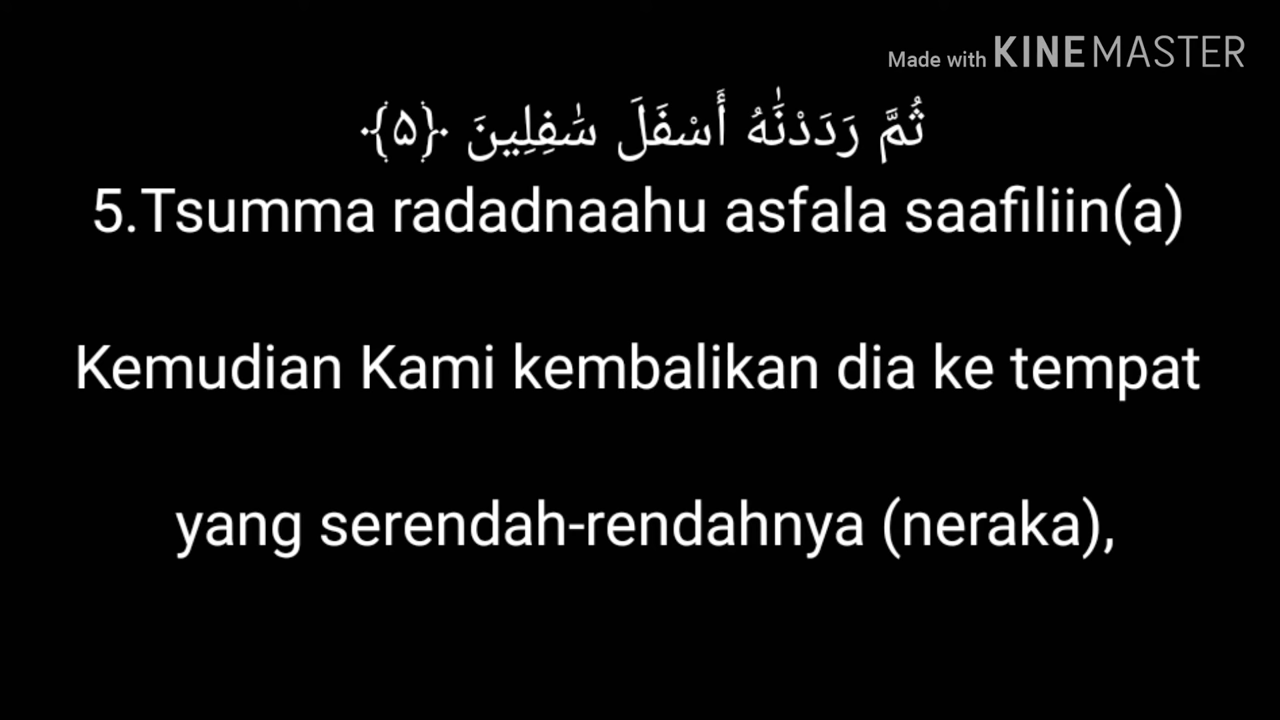 Made with KINEMASTER
ثُمَّ رَدَدْنَٰهُ أَسْفَلَ سَٰفِلِينَ ﴿۵﴾
5.Tsumma radadnaahu asfala saafiliin(a)
Kemudian Kami kembalikan dia ke tempat
yang serendah-rendahnya (neraka),